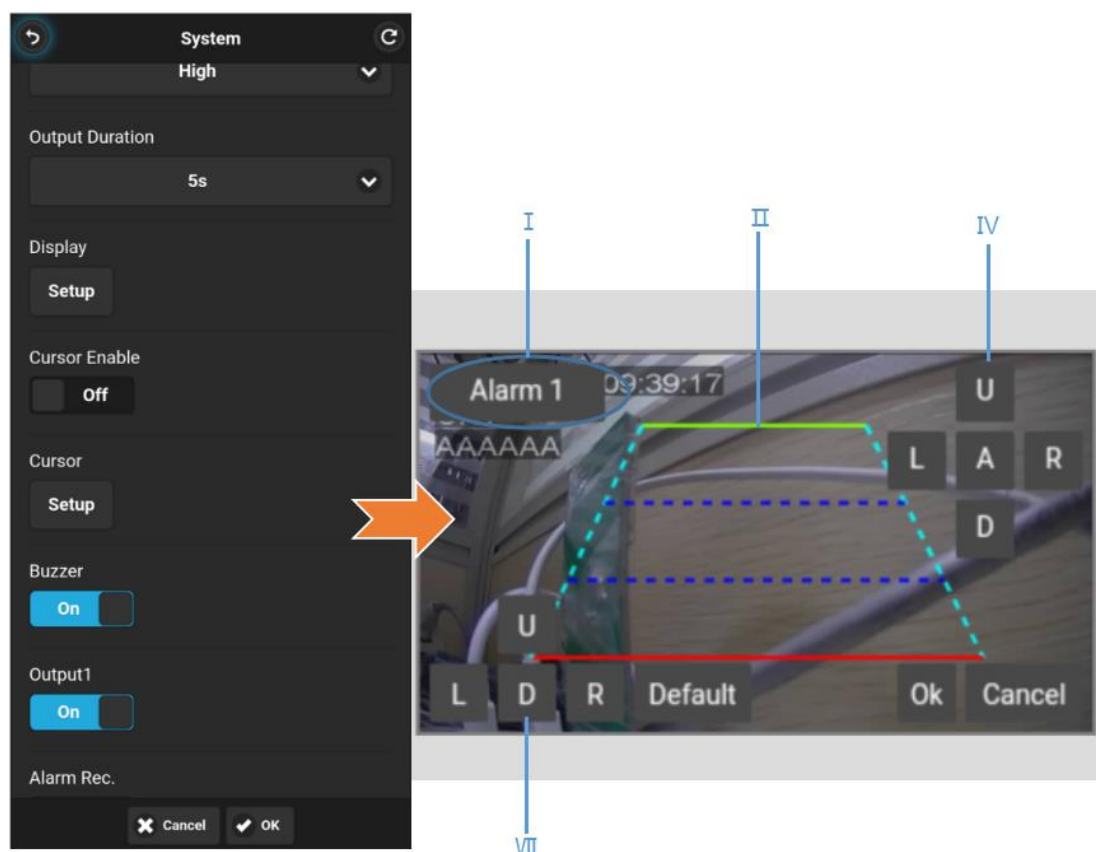 System
High
Output Duration
5s
Display
Setup
Cursor Enable
Off
Cursor
Setup
Buzzer
On
Output1
On
Alarm Rec.
Cancel OK
I II IV
Alarm 1 09:39:17
U
AAAAAA
L A R
D
U
L D R Default Ok Cancel
VII